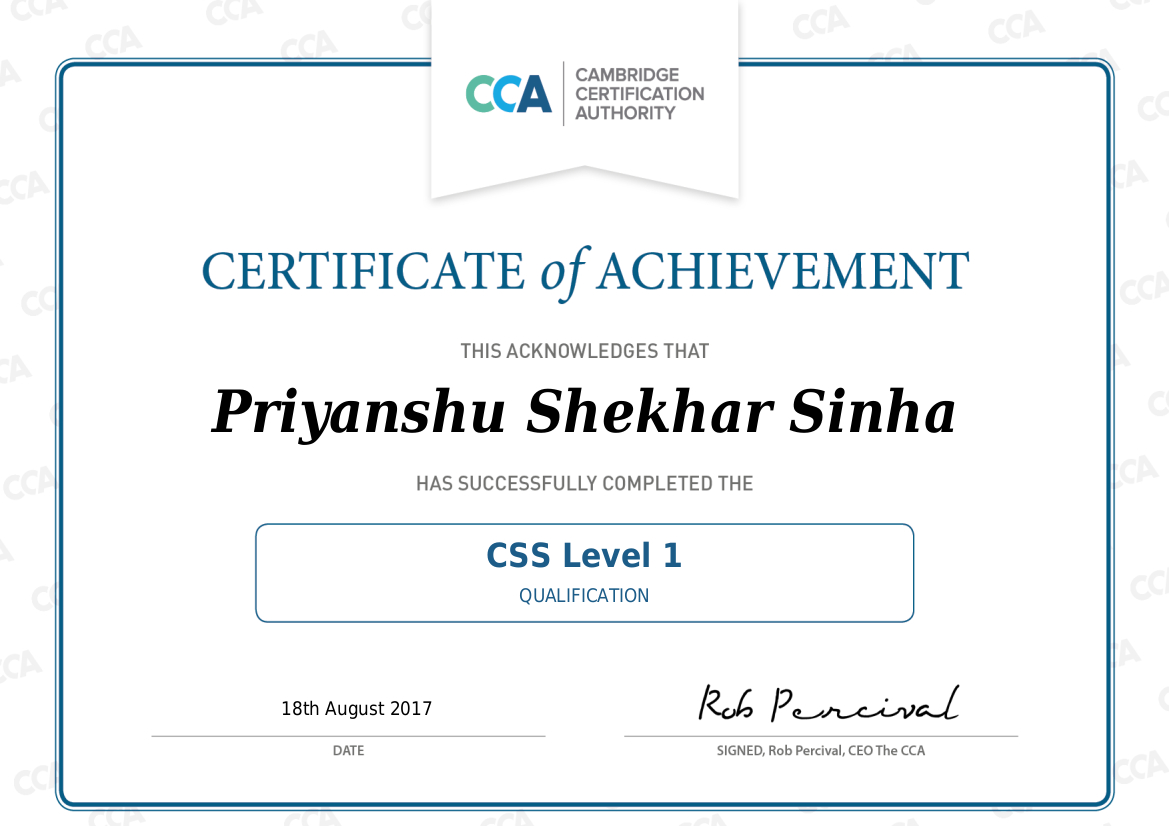 CCA
CAMBRIDGE
CERTIFICATION
AUTHORITY
CERTIFICATE of ACHIEVEMENT
THIS ACKNOWLEDGES THAT
Priyanshu Shekhar Sinha
HAS SUCCESSFULLY COMPLETED THE
CSS Level 1
QUALIFICATION
18th August 2017
Rob Percival
DATE
SIGNED, Rob Percival, CEO The CCA